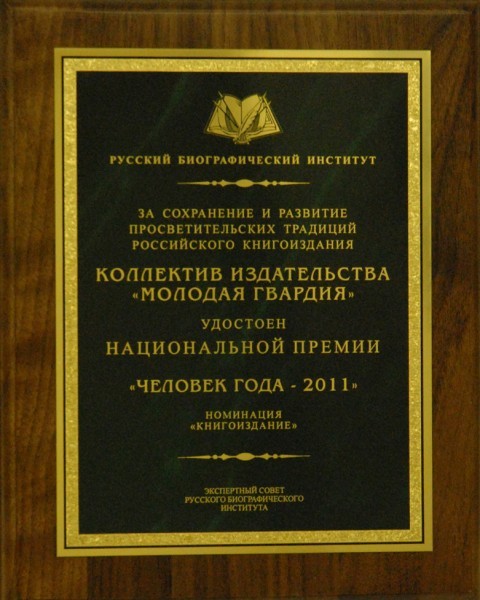 РУССКИЙ БИОГРАФИЧЕСКИЙ ИНСТИТУТ
ЗА СОХРАНЕНИЕ И РАЗВИТИЕ
ПРОСВЕТИТЕЛЬСКИХ ТРАДИЦИЙ
РОССИЙСКОГО КНИГОИЗДАНИЯ
КОЛЛЕКТИВ ИЗДАТЕЛЬСТВА
«МОЛОДАЯ ГВАРДИЯ»
УДОСТОЕН
НАЦИОНАЛЬНОЙ ПРЕМИИ
«ЧЕЛОВЕК ГОДА - 2011»
НОМИНАЦИЯ
«КНИГОИЗДАНИЕ»
ЭКСПЕРТНЫЙ СОВЕТ
РУССКОГО БИОГРАФИЧЕСКОГО
ИНСТИТУТА